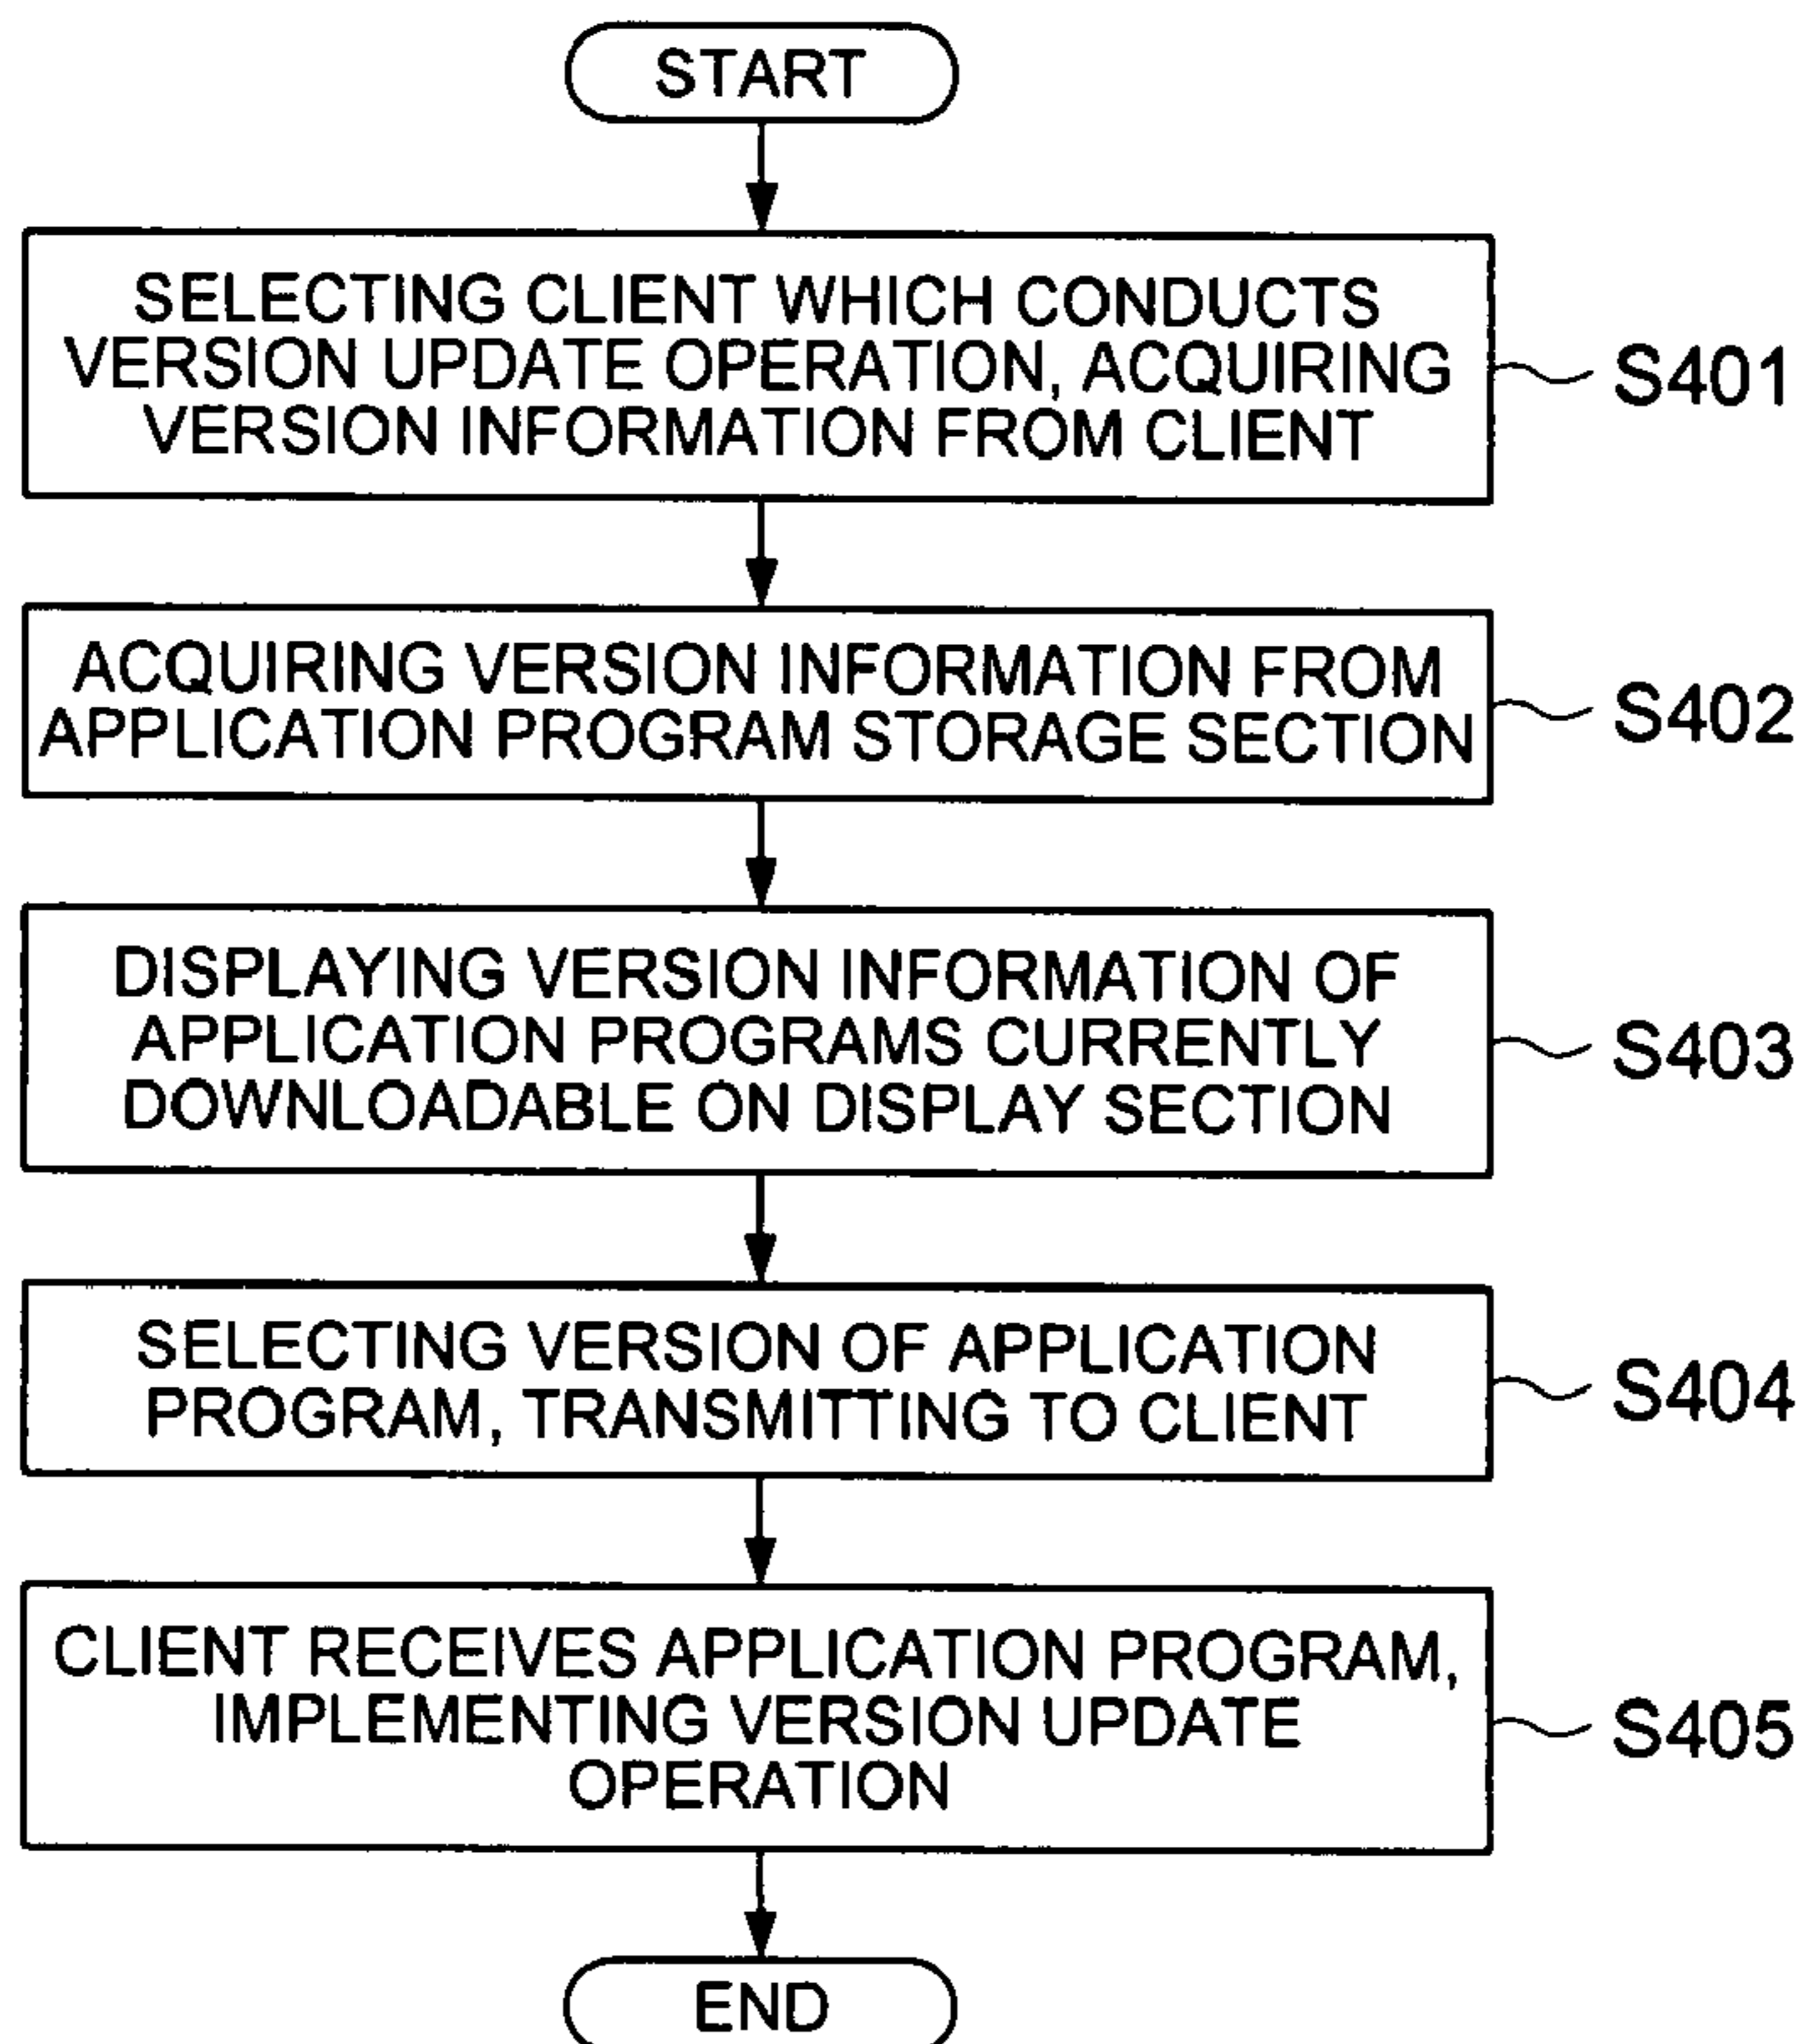 START
SELECTING CLIENT WHICH CONDUCTS
VERSION UPDATE OPERATION, ACQUIRING
VERSION INFORMATION FROM CLIENT
S401
ACQUIRING VERSION INFORMATION FROM
APPLICATION PROGRAM STORAGE SECTION
S402
DISPLAYING VERSION INFORMATION OF
APPLICATION PROGRAMS CURRENTLY
DOWNLOADABLE ON DISPLAY SECTION
S403
SELECTING VERSION OF APPLICATION
PROGRAM, TRANSMITTING TO CLIENT
S404
CLIENT RECEIVES APPLICATION PROGRAM,
IMPLEMENTING VERSION UPDATE
OPERATION
S405
END